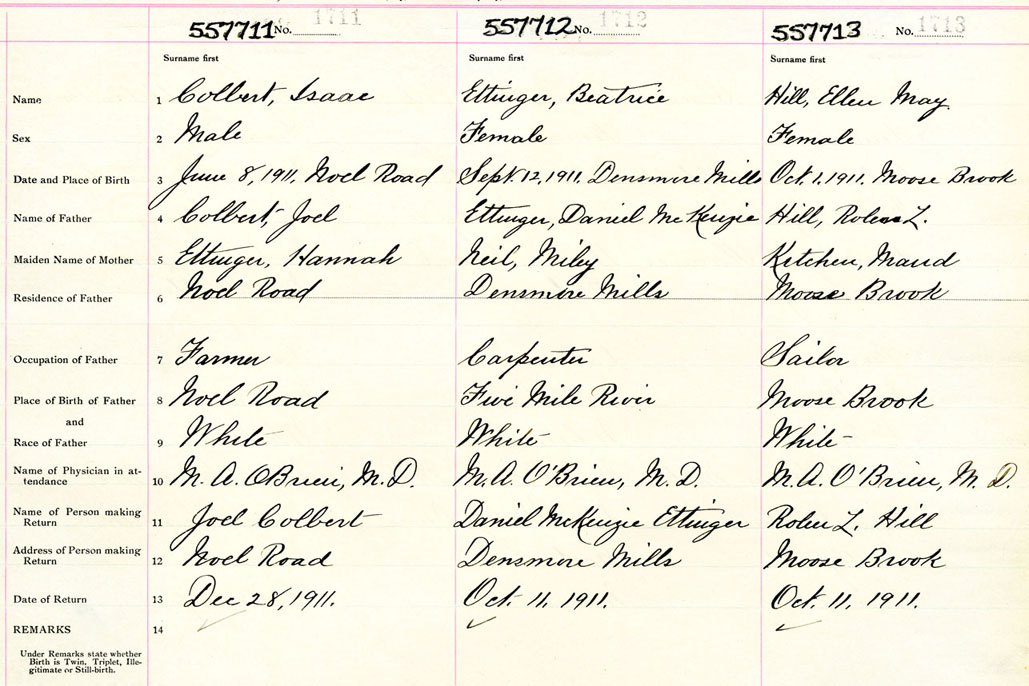 557711 No. 1711 557712 No. 1712 557713 No. 1713
Surname first Surname first Surname first
Name 1 Colbert, Isaac Ettinger, Beatrice Hill, Ellen May
Sex 2 Male Female Female
Date and Place of Birth 3 June 8, 1911. Noel Road Sept. 12, 1911. Densmore Mills Oct. 1. 1911. Moose Brook
Name of Father 4 Colbert, Joel Ettinger, Daniel McKenzie Hill, L.
Maiden Name of Mother 5 Ettinger, Hannah Neil, Miley Ketchen, Maud
Residence of Father 6 Noel Road Densmore Mills Moose Brook
Occupation of Father 7 Farmer Carpenter Sailor
Place of Birth of Father 8 Noel Road Five Mile River Moose Brook
and
Race of Father 9 White White White
Name of Physician in at-
tendance 10 M. A. O'Brien, M. D. M. A. O'Brien, M. D. M. A. O'Brien, M. D.
Name of Person making
Return 11 Joel Colbert Daniel McKenzie Ettinger L. Hill
Address of Person making
Return 12 Noel Road Densmore Mills Moose Brook
Date of Return 13 Dec 28, 1911. Oct. 11. 1911. Oct. 11. 1911.
REMARKS 14
Under Remarks state whether
Birth is Twin, Triplet, Ille-
gitimate or Still-birth.